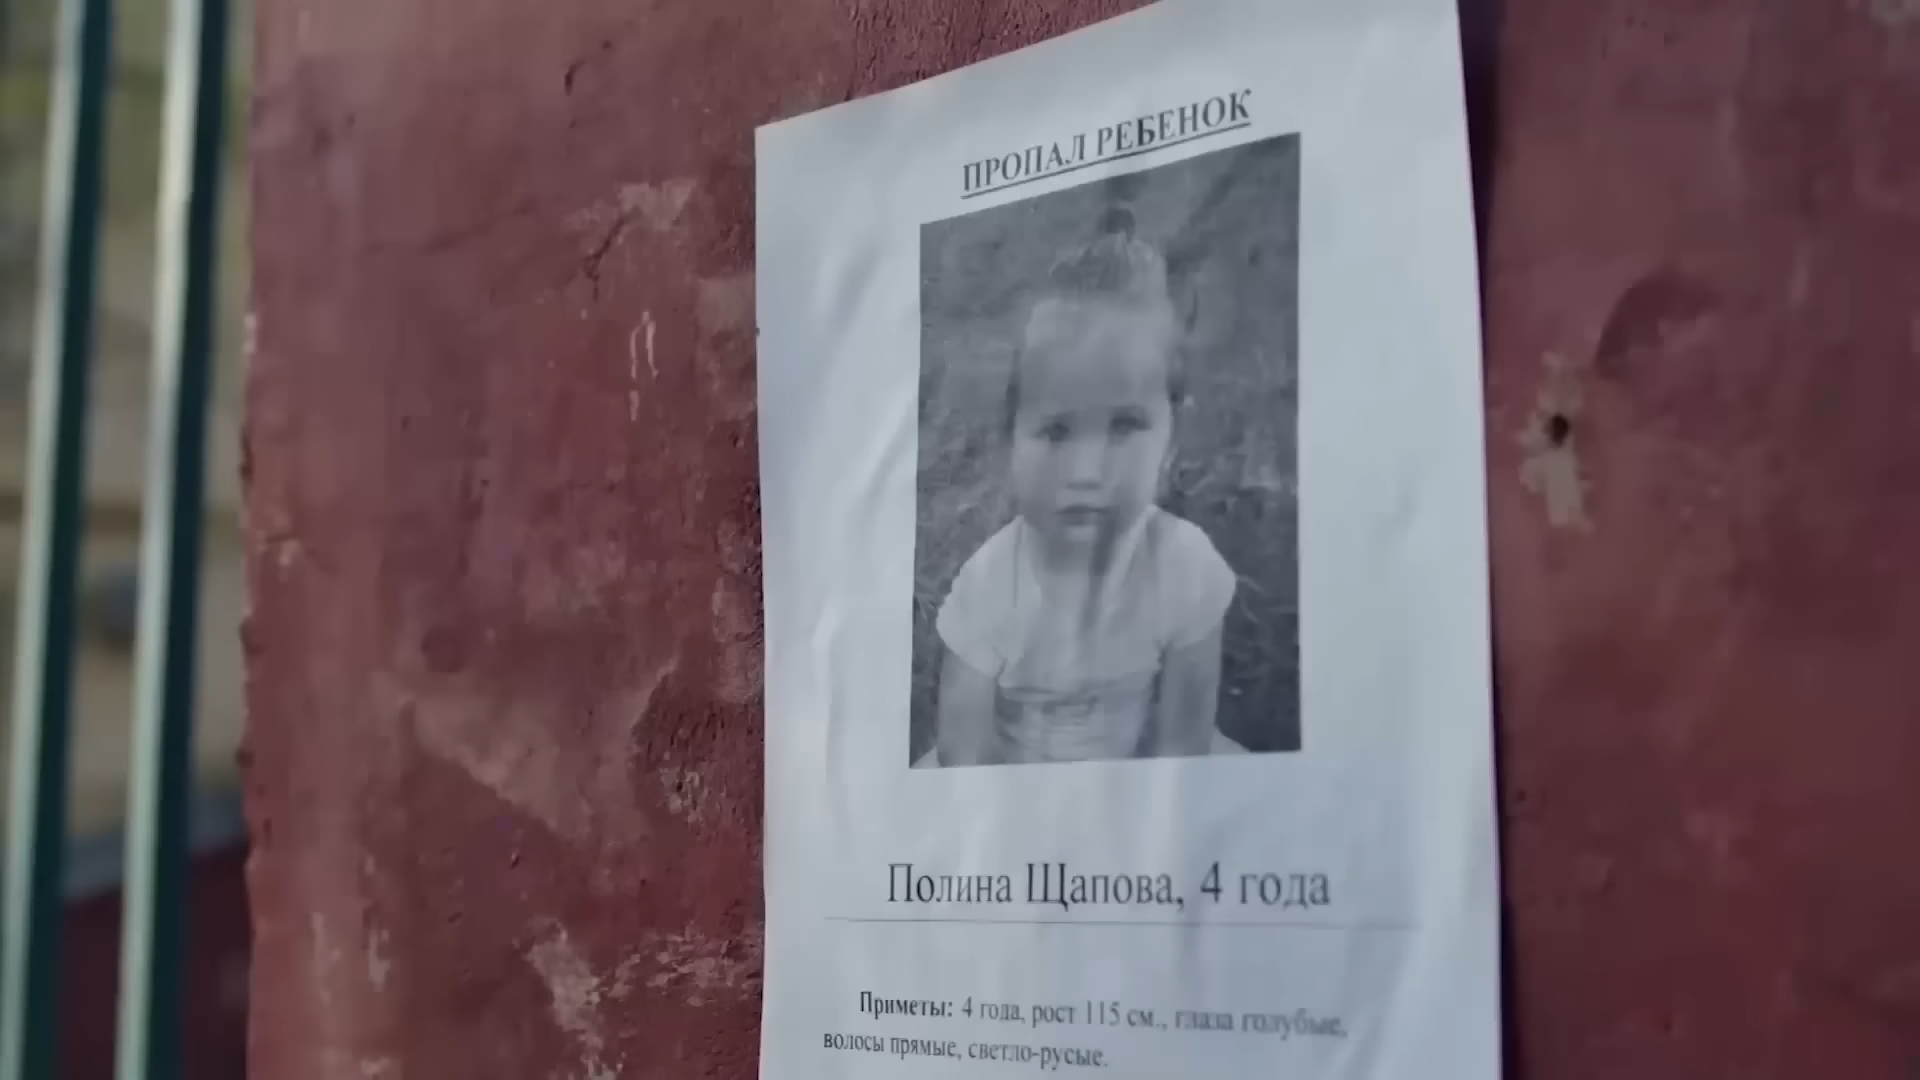 ПРОПАЛ РЕБЕНОК
Полина Щапова, 4 года
Приметы: 4 года, рост 115 см., глаза голубые,
волосы прямые, светло-русые.